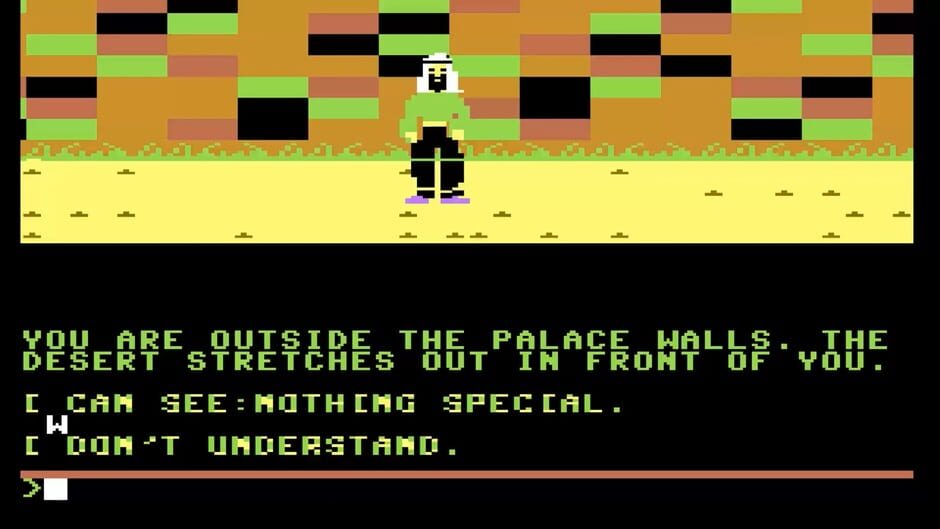 YOU ARE OUTSIDE THE PALACE WALLS. THE
DESERT STRETCHES OUT IN FRONT OF YOU.
I CAN SEE:NOTHING SPECIAL.
W
I DON'T UNDERSTAND.
>